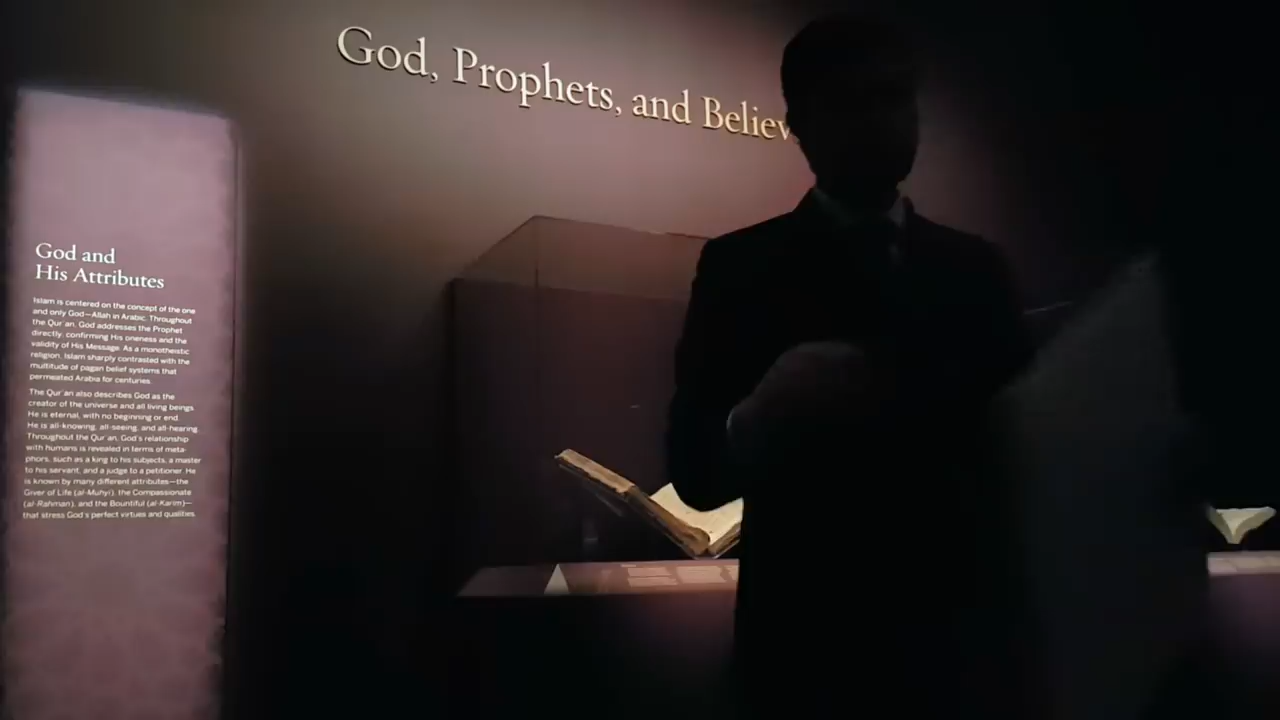 God, Prophets, and Believ
God and
His Attributes
Islam is centered on the concept of the one
and only God—Allah in Arabic. Throughout
the Qur'an, God addresses the Prophet
directly, confirming His oneness and the
validity of His Message. As a monotheistic
religion, Islam sharply contrasted with the
multitude of pagan belief systems that
permeated Arabia for centuries.
The Qur'an also describes God as the
creator of the universe and all living beings.
He is eternal, with no beginning or end.
He is all-knowing, all-seeing, and all-hearing.
Throughout the Qur'an, God's relationship
with humans is revealed in terms of meta-
phors, such as a king to his subjects, a master
to his servant, and a judge to a petitioner. He
is known by many different attributes—the
Giver of Life (al-Muhyi), the Compassionate
(al-Rahman), and the Bountiful (al-Karim)—
that stress God's perfect virtues and qualities.